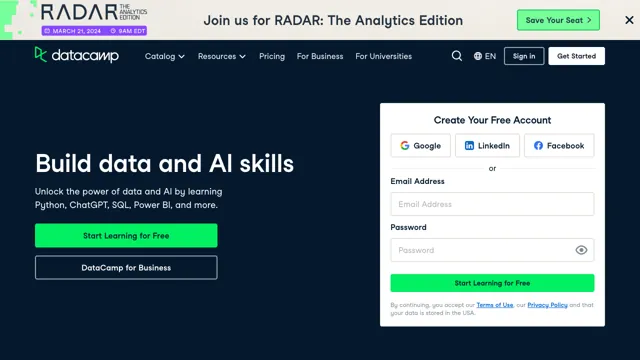 RADAR THE ANALYTICS EDITION
MARCH 21, 2024 9AM EDT
Join us for RADAR: The Analytics Edition
Save Your Seat
datacamp
Catalog Resources Pricing For Business For Universities
EN Sign in Get Started
Build data and AI skills
Unlock the power of data and AI by learning
Python, ChatGPT, SQL, Power BI, and more.
Start Learning for Free
DataCamp for Business
Create Your Free Account
Google LinkedIn Facebook
or
Email Address
Email Address
Password
Password
Start Learning for Free
By continuing, you accept our Terms of Use, our Privacy Policy and that
your data is stored in the USA.